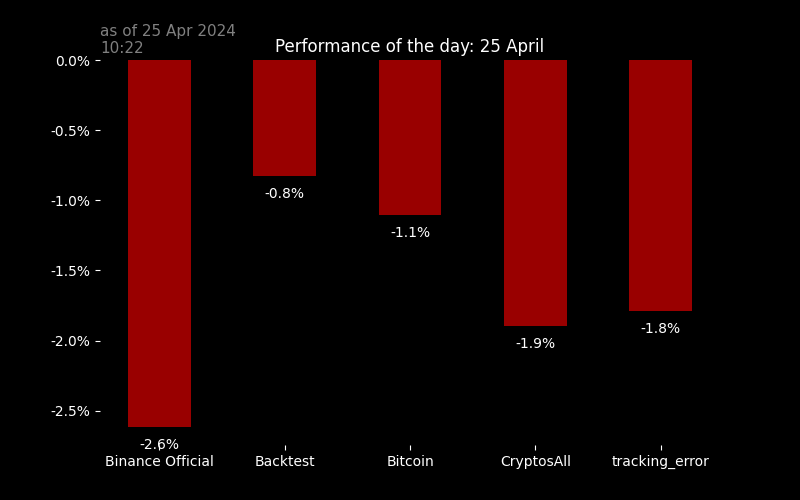 as of 25 Apr 2024
10:22
Performance of the day: 25 April
0.0%
-0.5%
-1.0%
-1.5%
-2.0%
-2.5%
-2.6%
-0.8%
-1.1%
-1.9%
-1.8%
Binance Official
Backtest
Bitcoin
CryptosAll
tracking_error